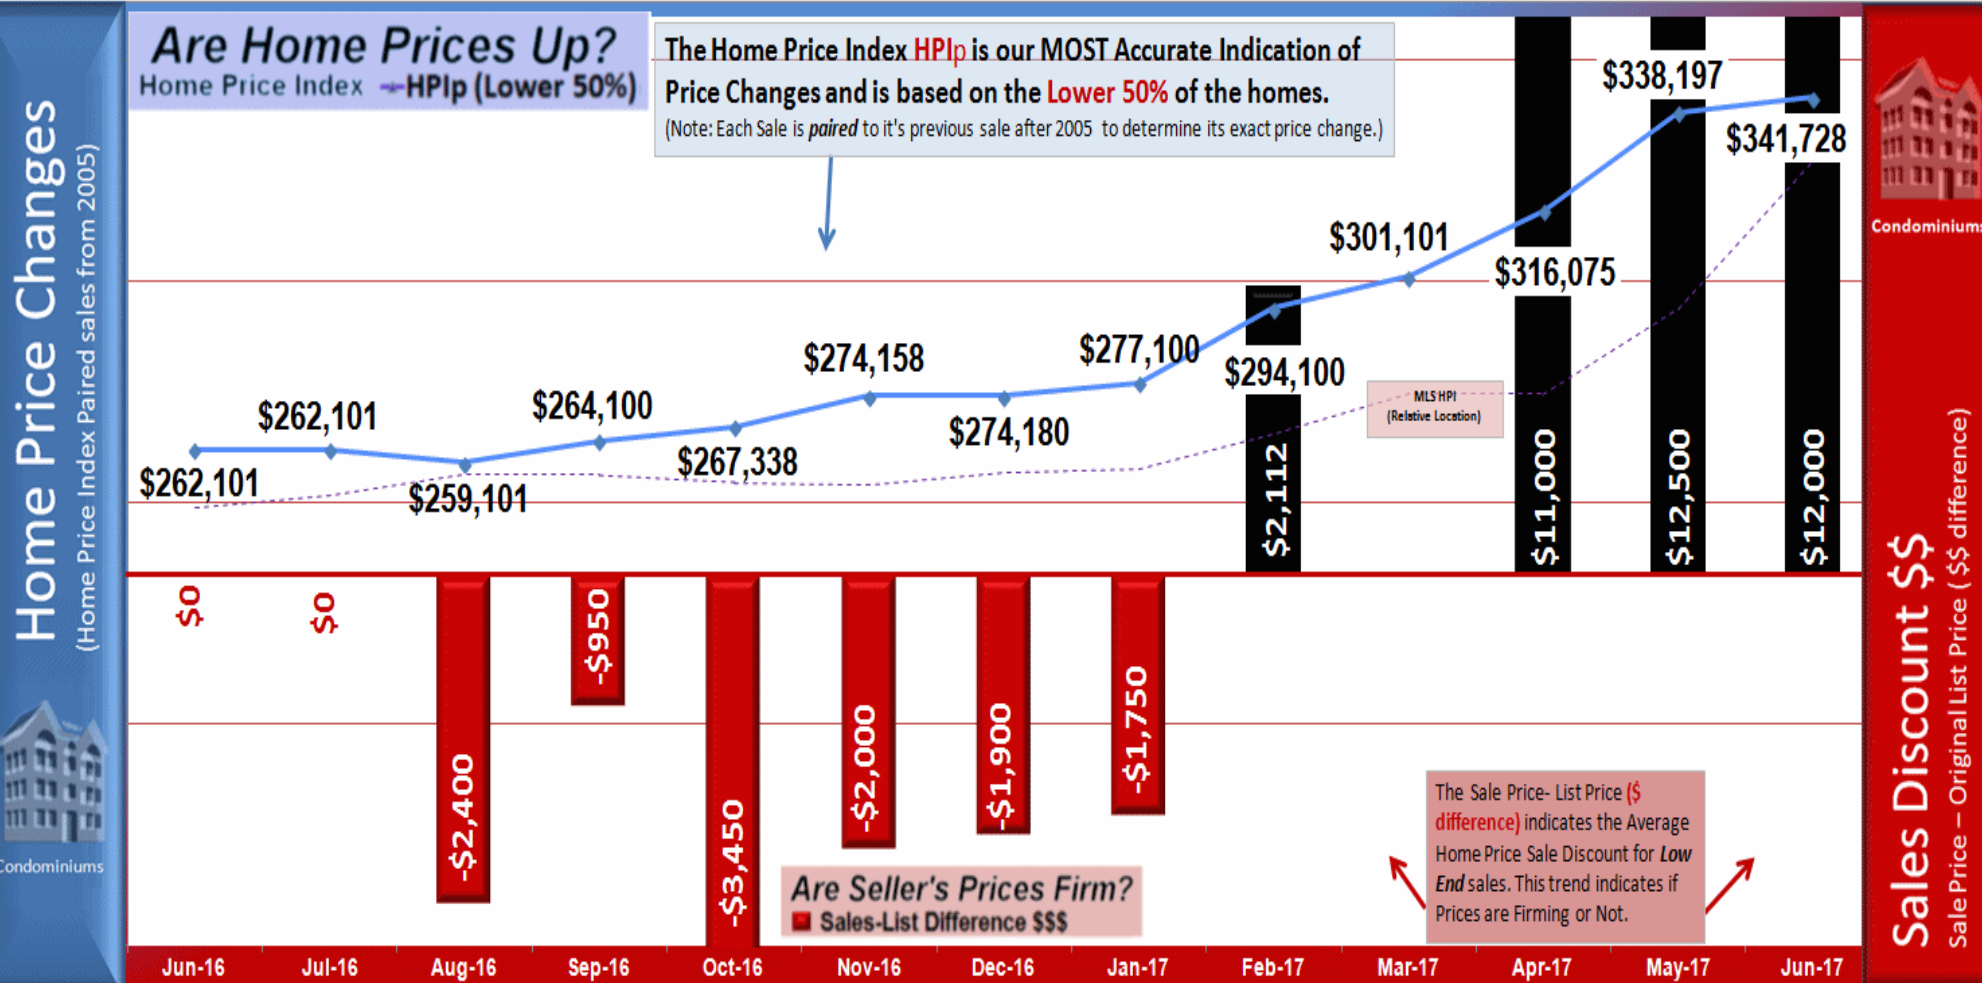 Are Home Prices Up?
Home Price Index HPIp (Lower 50%)
The Home Price Index HPIp is our MOST Accurate Indication of
Price Changes and is based on the Lower 50% of the homes.
(Note: Each Sale is paired to it's previous sale after 2005 to determine its exact price change.)
Home Price Changes
(Home Price Index Paired sales from 2005)
Condominiums
$262,101
$262,101
$259,101
$264,100
$267,338
$274,158
$274,180
$277,100
$294,100
$301,101
$316,075
$338,197
$341,728
MLS HPI
(Relative Location)
$2,112
$11,000
$12,500
$12,000
$0
$0
-$2,400
-$950
-$3,450
-$2,000
-$1,900
-$1,750
Are Seller's Prices Firm?
Sales-List Difference $$$
The Sale Price- List Price ($
difference) indicates the Average
Home Price Sale Discount for Low
End sales. This trend indicates if
Prices are Firming or Not.
Jun-16
Jul-16
Aug-16
Sep-16
Oct-16
Nov-16
Dec-16
Jan-17
Feb-17
Mar-17
Apr-17
May-17
Jun-17
Condominiums
Sales Discount $$
Sale Price – Original List Price ( $$ difference)